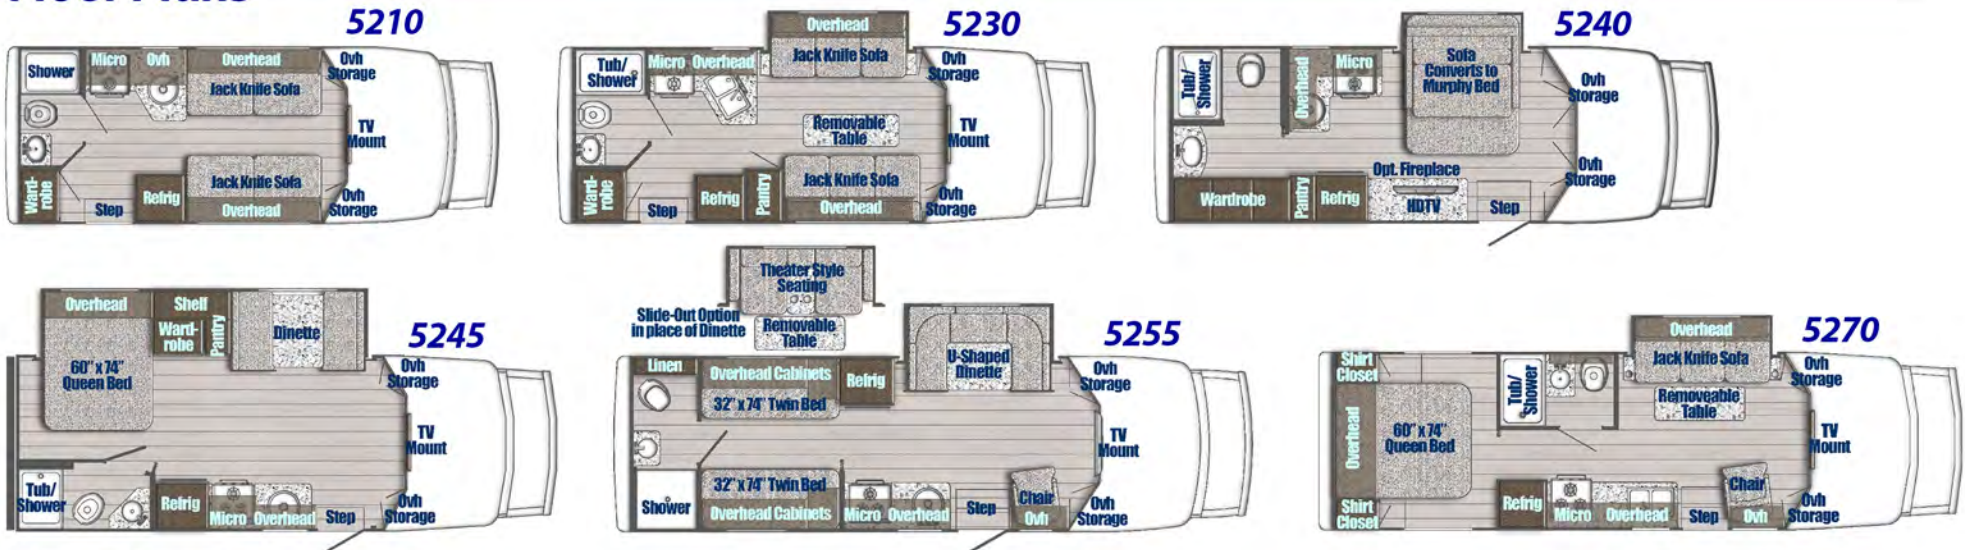 Floor Plans
5210
Shower
Micro
Ovh
Overhead
Jack Knife Sofa
Ovh
Storage
TV
Mount
Ward-
robe
Step
Refrig
Jack Knife Sofa
Overhead
Ovh
Storage
5230
Overhead
Jack Knife Sofa
Tub/
Shower
Micro
Overhead
Ovh
Storage
Removable
Table
TV
Mount
Ward-
robe
Step
Refrig
Pantry
Jack Knife Sofa
Overhead
Ovh
Storage
5240
Tub/
Shower
Overhead
Micro
Sofa
Converts to
Murphy Bed
Ovh
Storage
Ovh
Storage
Opt. Fireplace
Wardrobe
Pantry
Refrig
HDTV
Step
5245
Overhead
Shelf
Ward-
robe
Pantry
Dinette
60" x 74"
Queen Bed
Ovh
Storage
TV
Mount
Tub/
Shower
Refrig
Micro
Overhead
Step
Ovh
Storage
5255
Theater Style
Seating
Slide-Out Option
in place of Dinette
Removable
Table
Linen
Overhead Cabinets
32" x 74" Twin Bed
Refrig
U-Shaped
Dinette
Ovh
Storage
TV
Mount
Shower
32" x 74" Twin Bed
Overhead Cabinets
Micro
Overhead
Step
Chair
Ovh
Ovh
Storage
5270
Overhead
Jack Knife Sofa
Shirt
Closet
Tub/
Shower
Removeable
Table
Ovh
Storage
Overhead
60" x 74"
Queen Bed
TV
Mount
Shirt
Closet
Refrig
Micro
Overhead
Step
Chair
Ovh
Ovh
Storage